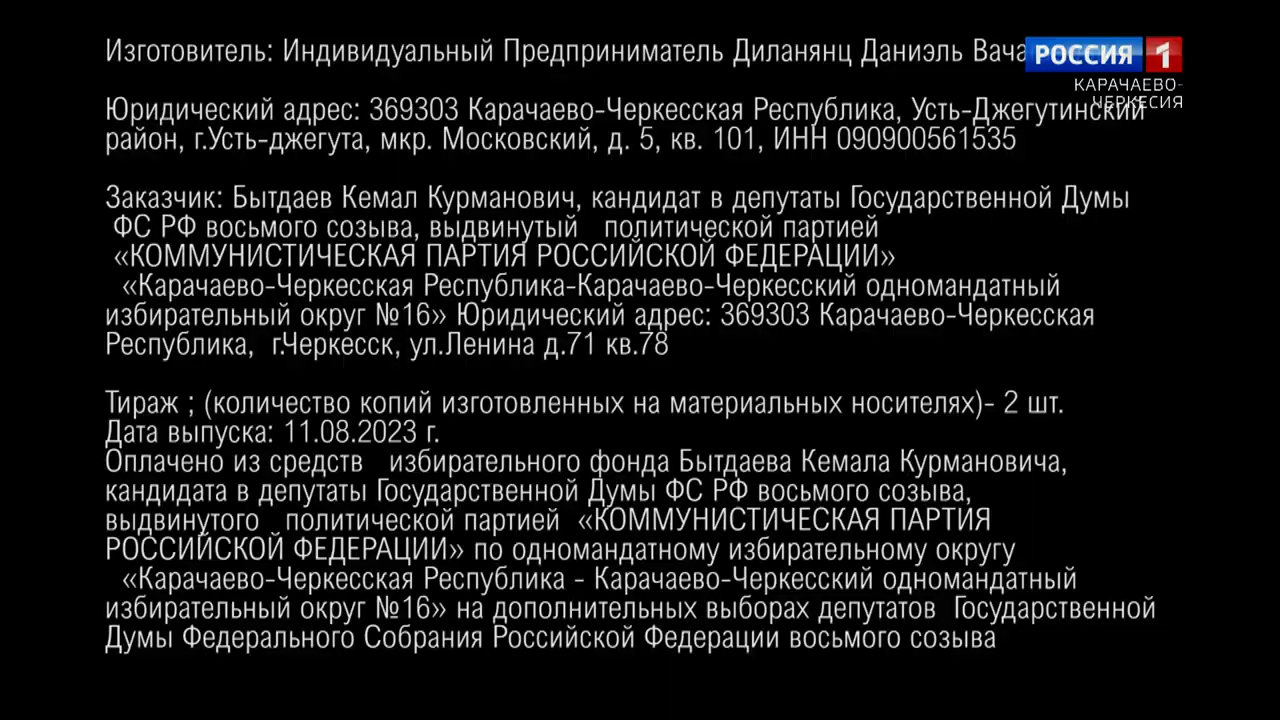 Изготовитель: Индивидуальный Предприниматель Диланянц Даниэль
РОССИЯ 1
КАРАЧАЕВО-
ЧЕРКЕСИЯ
Юридический адрес: 369303 Карачаево-Черкесская Республика, Усть-Джегутинский
район, г.Усть-джегута, мкр. Московский, д. 5, кв. 101, ИНН 090900561535
Заказчик: Бытдаев Кемал Курманович, кандидат в депутаты Государственной Думы
ФС РФ восьмого созыва, выдвинутый политической партией
«КОММУНИСТИЧЕСКАЯ ПАРТИЯ РОССИЙСКОЙ ФЕДЕРАЦИИ»
«Карачаево-Черкесская Республика-Карачаево-Черкесский одномандатный
избирательный округ №16» Юридический адрес: 369303 Карачаево-Черкесская
Республика, г.Черкесск, ул.Ленина д.71 кв.78
Тираж ; (количество копий изготовленных на материальных носителях)- 2 шт.
Дата выпуска: 11.08.2023 г.
Оплачено из средств избирательного фонда Бытдаева Кемала Курмановича,
кандидата в депутаты Государственной Думы ФС РФ восьмого созыва,
выдвинутого политической партией «КОММУНИСТИЧЕСКАЯ ПАРТИЯ
РОССИЙСКОЙ ФЕДЕРАЦИИ» по одномандатному избирательному округу
«Карачаево-Черкесская Республика - Карачаево-Черкесский одномандатный
избирательный округ №16» на дополнительных выборах депутатов Государственной
Думы Федерального Собрания Российской Федерации восьмого созыва